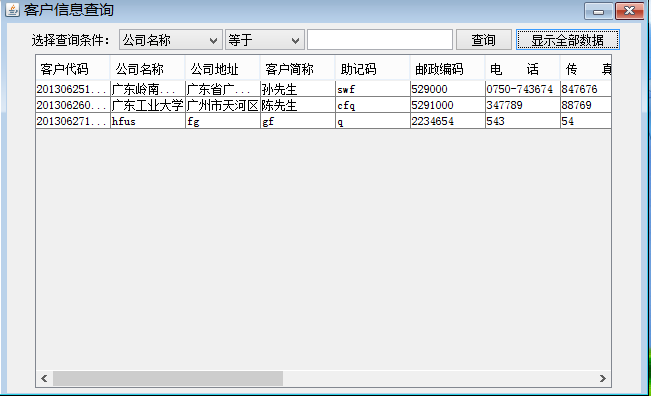 客户信息查询
选择查询条件： 公司名称 等于 查询 显示全部数据
客户代码 公司名称 公司地址 客户简称 助记码 邮政编码 电 话 传 真
201306251... 广东岭南... 广东省广... 孙先生 swf 529000 0750-743674 847676
201306260... 广东工业大学 广州市天河区 陈先生 cfq 5291000 347789 88769
201306271... hfus fg gf q 2234654 543 54